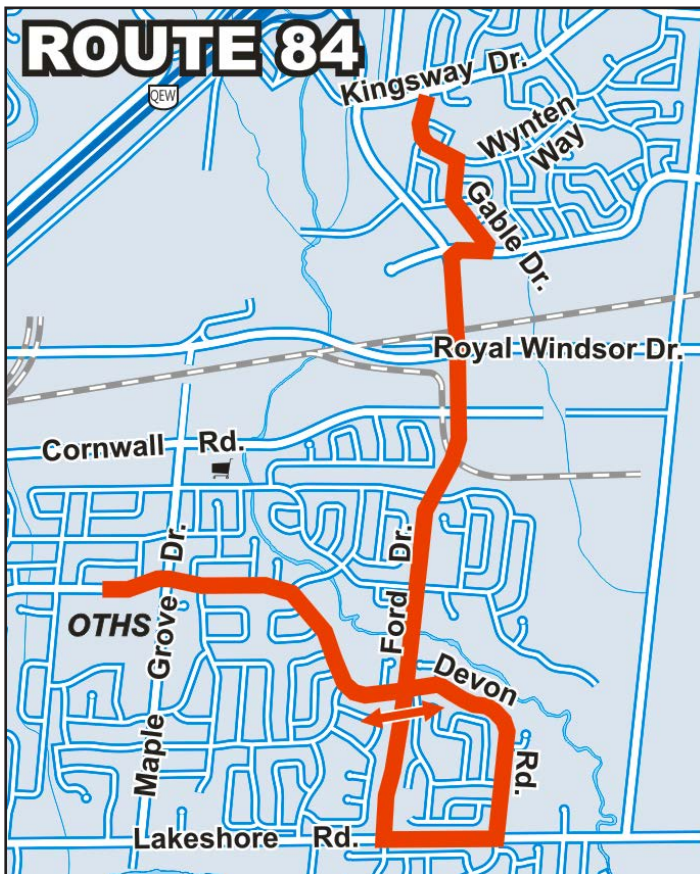 ROUTE 84
QEW
Kingsway Dr.
Wynten
Way
Gable Dr.
Royal Windsor Dr.
Cornwall Rd.
Ford Dr.
Maple Grove Dr.
OTHS
Devon Rd.
Lakeshore Rd.